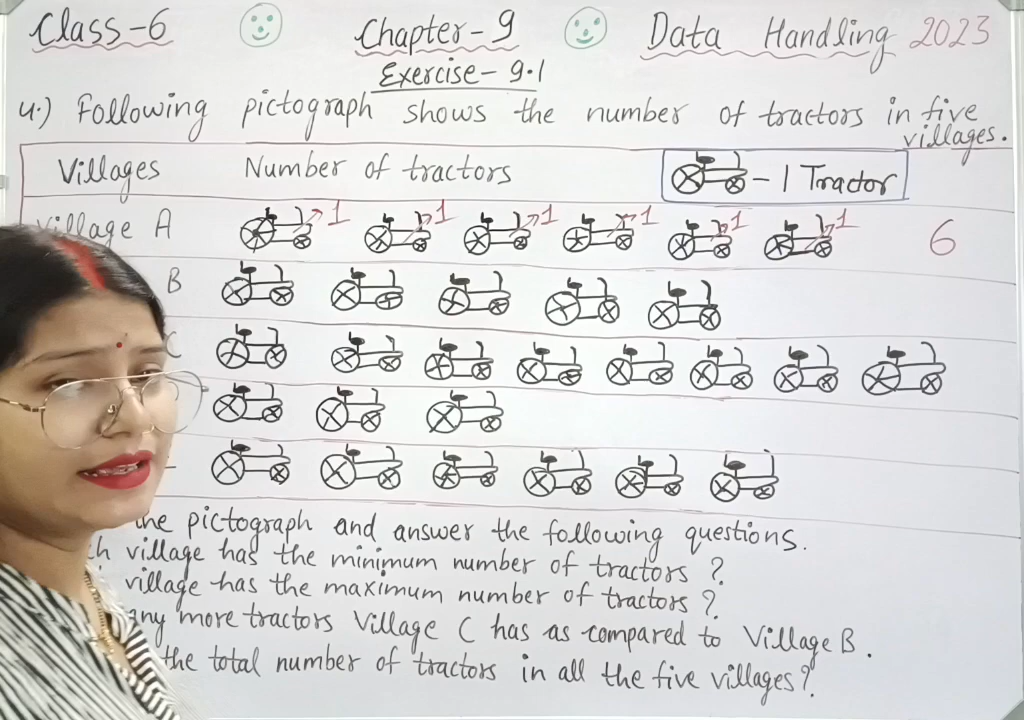 Class-6 Chapter-9 Data Handling 2023
Exercise-9.1
4.) Following pictograph shows the number of tractors in five
villages.
Villages Number of tractors - 1 Tractor
Village A 1 1 1 1 1 1 6
B
C
the pictograph and answer the following questions.
village has the minimum number of tractors ?
village has the maximum number of tractors ?
more tractors Village C has as compared to Village B.
the total number of tractors in all the five villages?